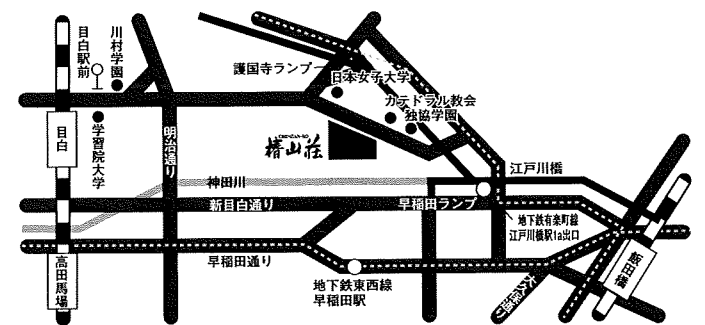 目白
駅前
川村学園
護国寺ランプ
日本女子大学
カテドラル教会
独協学園
目白
学習院大学
明治通り
椿山荘
江戸川橋
神田川
新目白通り
早稲田ランプ
地下鉄有楽町線
江戸川橋駅1a出口
早稲田通り
高田馬場
地下鉄東西線
早稲田駅
飯田橋